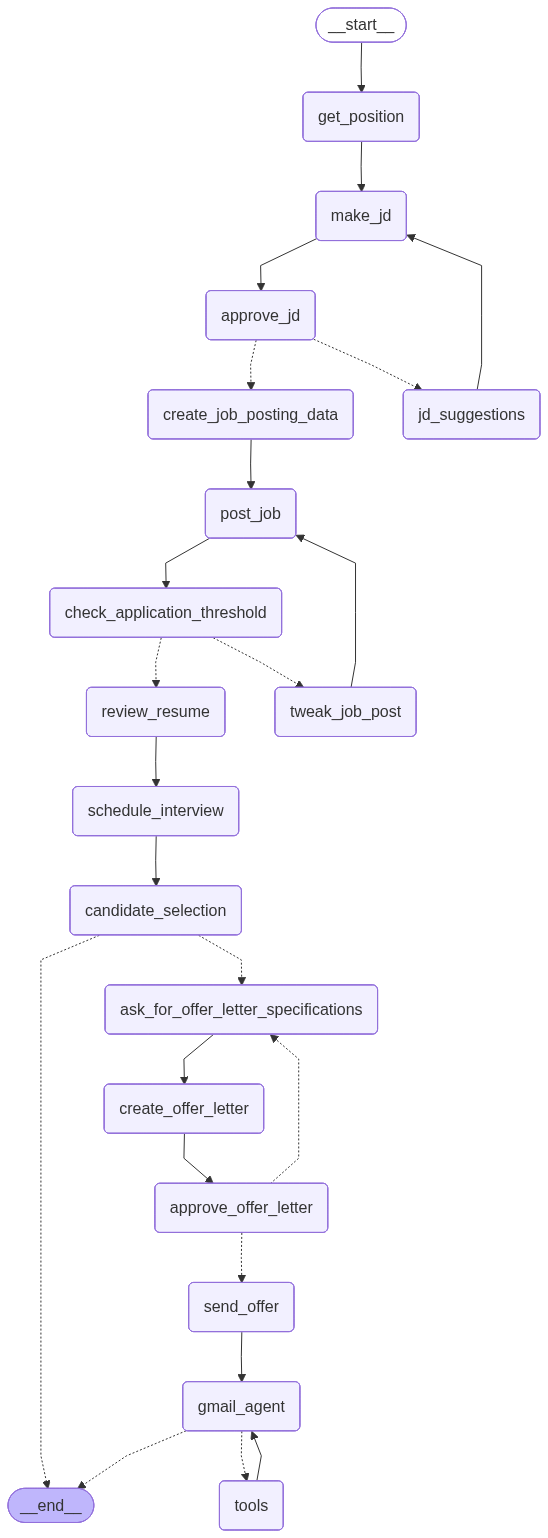 __start__
get_position
make_jd
approve_jd
create_job_posting_data
jd_suggestions
post_job
check_application_threshold
review_resume
tweak_job_post
schedule_interview
candidate_selection
ask_for_offer_letter_specifications
create_offer_letter
approve_offer_letter
send_offer
gmail_agent
__end__
tools